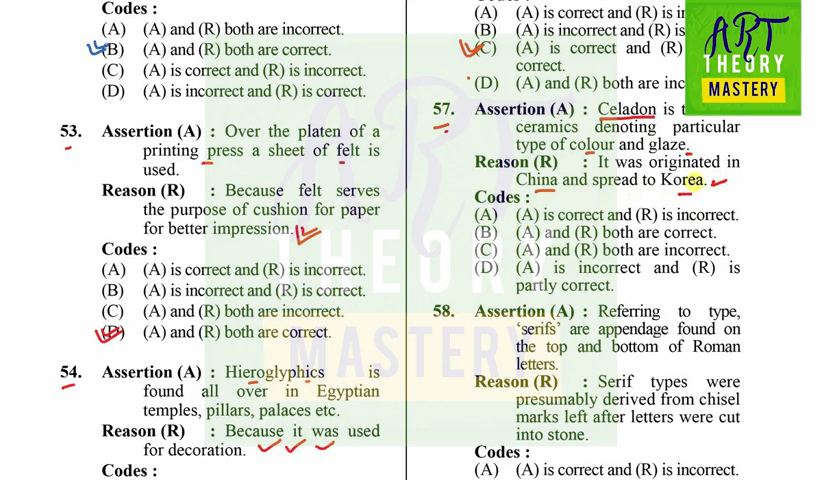 Codes :
(A) (A) and (R) both are incorrect.
(B) (A) and (R) both are correct.
(C) (A) is correct and (R) is incorrect.
(D) (A) is incorrect and (R) is correct.
53. Assertion (A) : Over the platen of a
printing press a sheet of felt is
used.
Reason (R) : Because felt serves
the purpose of cushion for paper
for better impression.
Codes :
(A) (A) is correct and (R) is incorrect.
(B) (A) is incorrect and (R) is correct.
(C) (A) and (R) both are incorrect.
(D) (A) and (R) both are correct.
54. Assertion (A) : Hieroglyphics is
found all over in Egyptian
temples, pillars, palaces etc.
Reason (R) : Because it was used
for decoration.
Codes :
(A) (A) is correct and (R) is
(B) (A) is incorrect and (R) is
(C) (A) is correct and (R)
correct.
(D) (A) and (R) both are
57. Assertion (A) : Celadon is
ceramics denoting particular
type of colour and glaze.
Reason (R) : It was originated in
China and spread to Korea.
Codes :
(A) (A) is correct and (R) is incorrect.
(B) (A) and (R) both are correct.
(C) (A) and (R) both are incorrect.
(D) (A) is incorrect and (R) is
partly correct.
58. Assertion (A) : Referring to type,
‘serifs’ are appendage found on
the top and bottom of Roman
letters.
Reason (R) : Serif types were
presumably derived from chisel
marks left after letters were cut
into stone.
Codes :
(A) (A) is correct and (R) is incorrect.
ART
THEORY
MASTERY
ART
THEORY
MASTERY